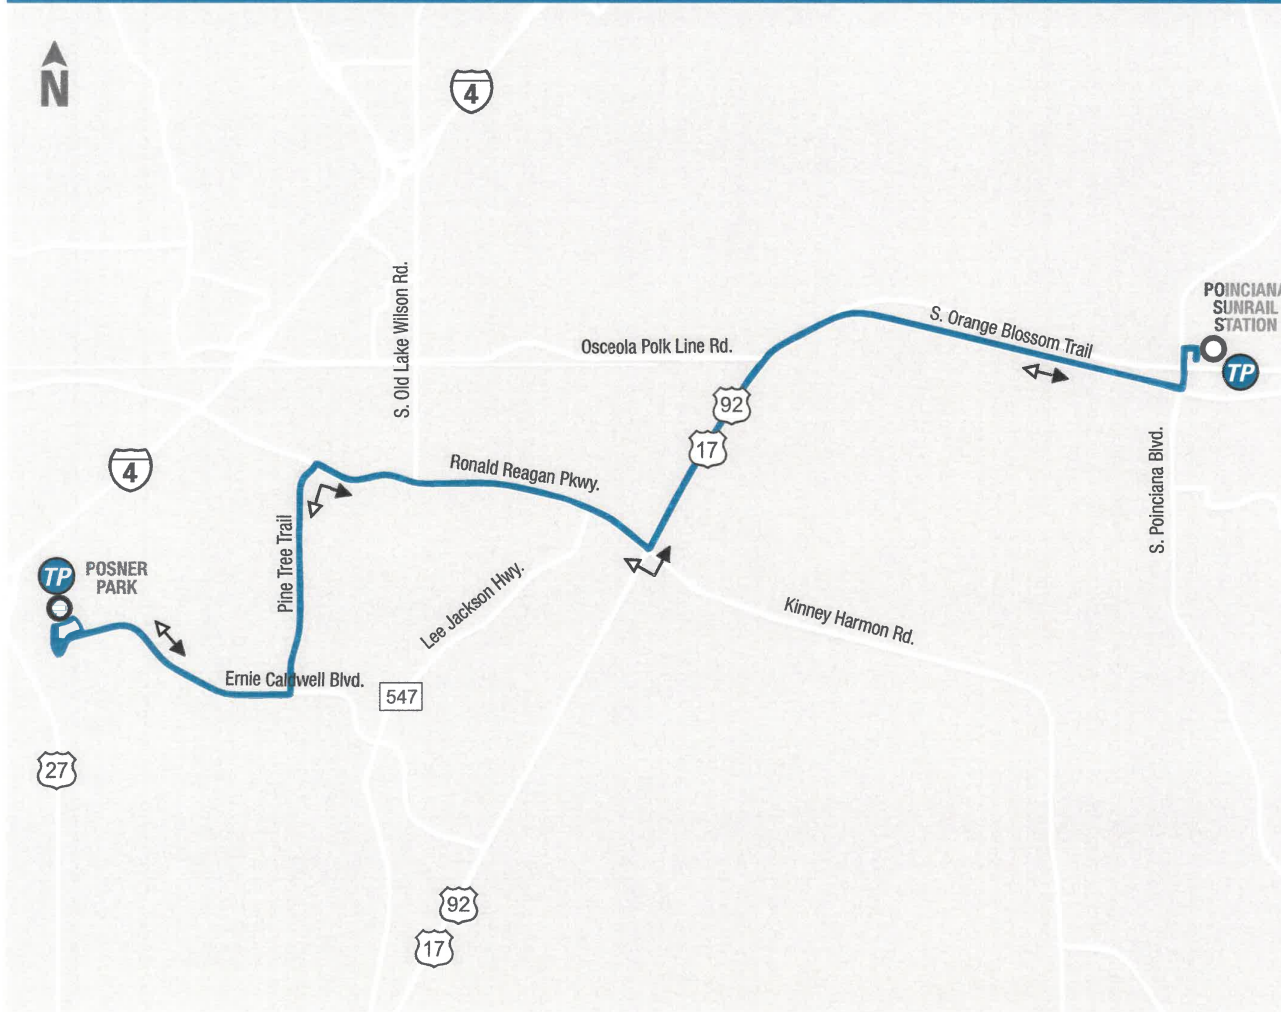 N
4
S. Old Lake Wilson Rd.
POINCIANA
SUNRAIL
STATION
TP
S. Orange Blossom Trail
Osceola Polk Line Rd.
92
17
4
Ronald Reagan Pkwy.
S. Poinciana Blvd.
Pine Tree Trail
TP
POSNER
PARK
Lee Jackson Hwy.
Kinney Harmon Rd.
Ernie Caldwell Blvd.
547
27
92
17